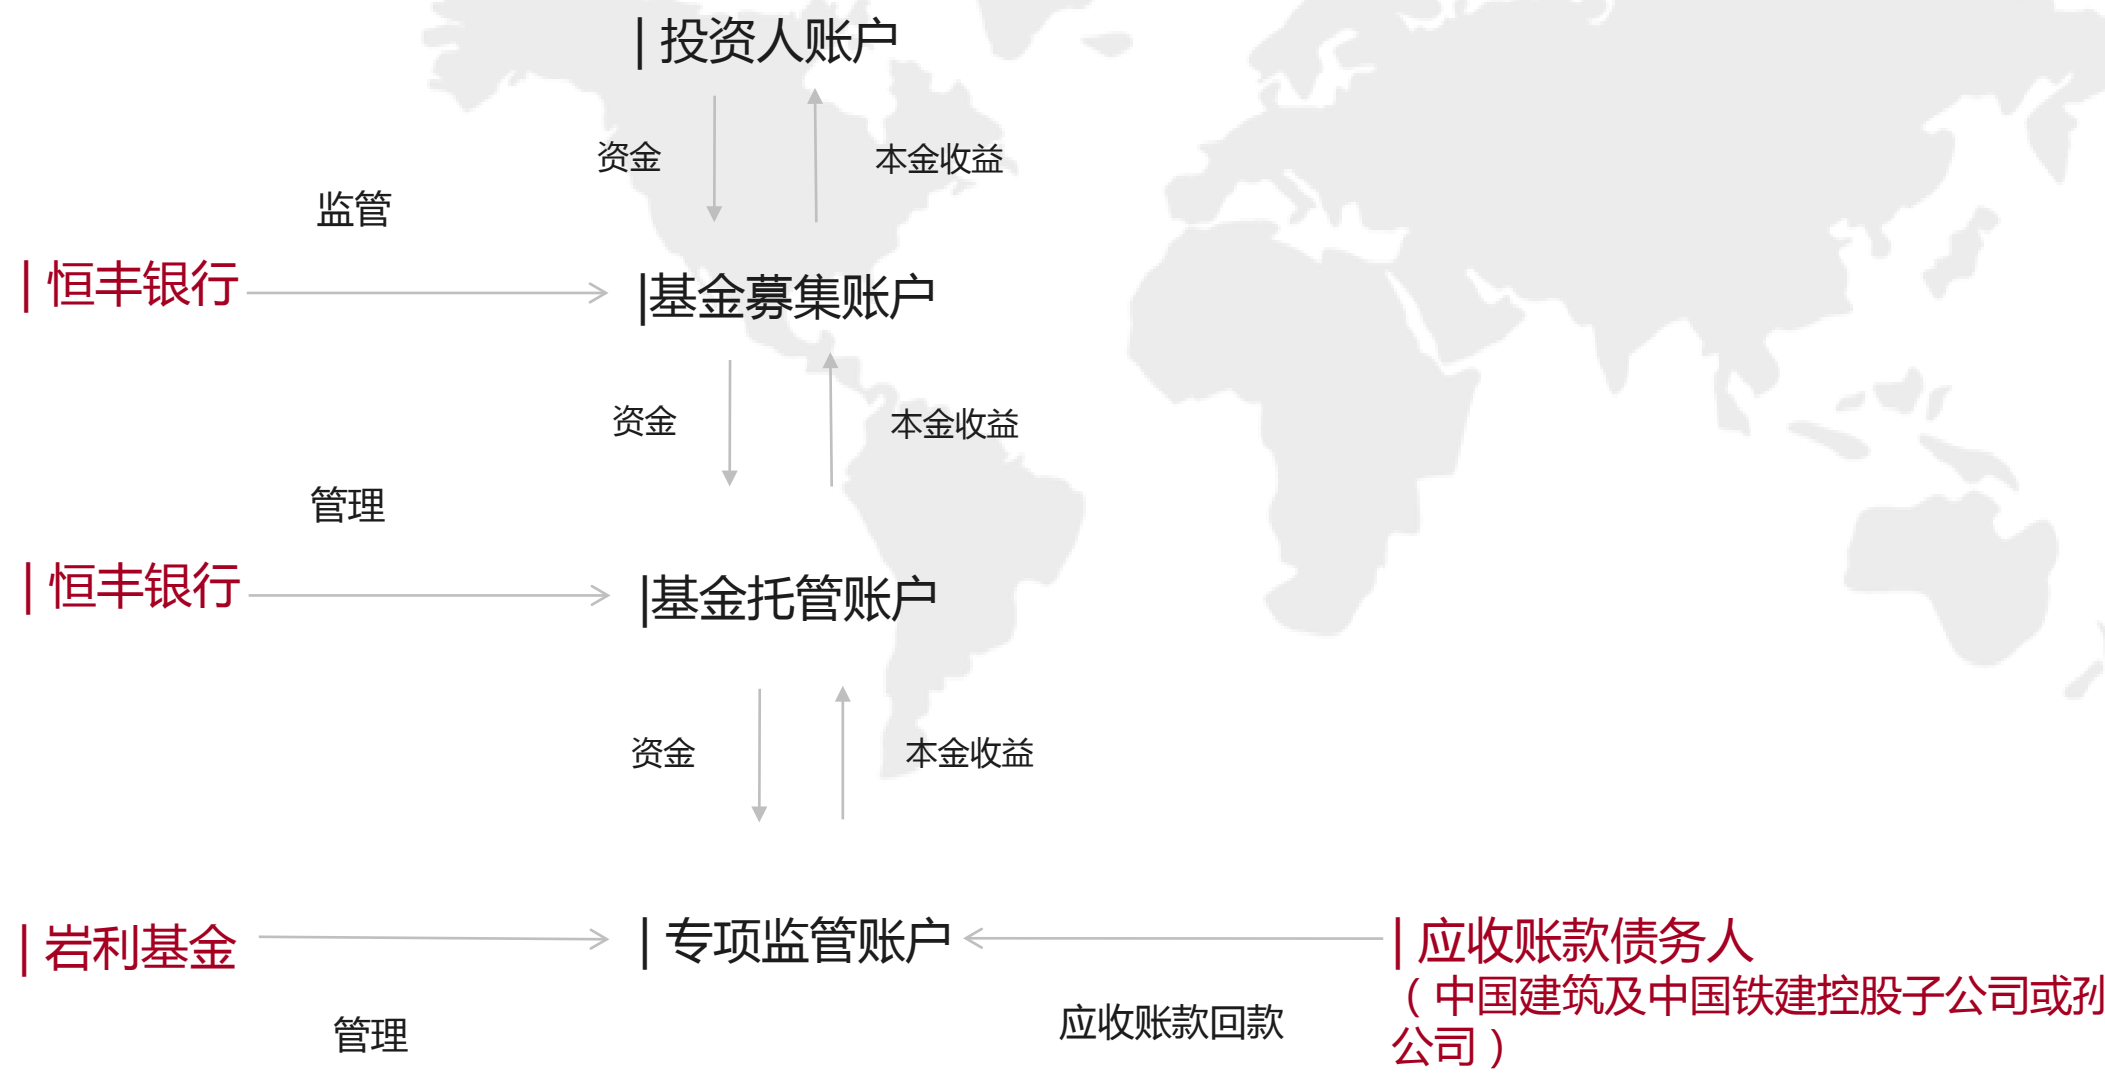 | 投资人账户
资金
本金收益
监管
| 恒丰银行
|基金募集账户
资金
本金收益
管理
| 恒丰银行
|基金托管账户
资金
本金收益
| 岩利基金
| 专项监管账户
| 应收账款债务人
（中国建筑及中国铁建控股子公司或孙
公司）
管理
应收账款回款